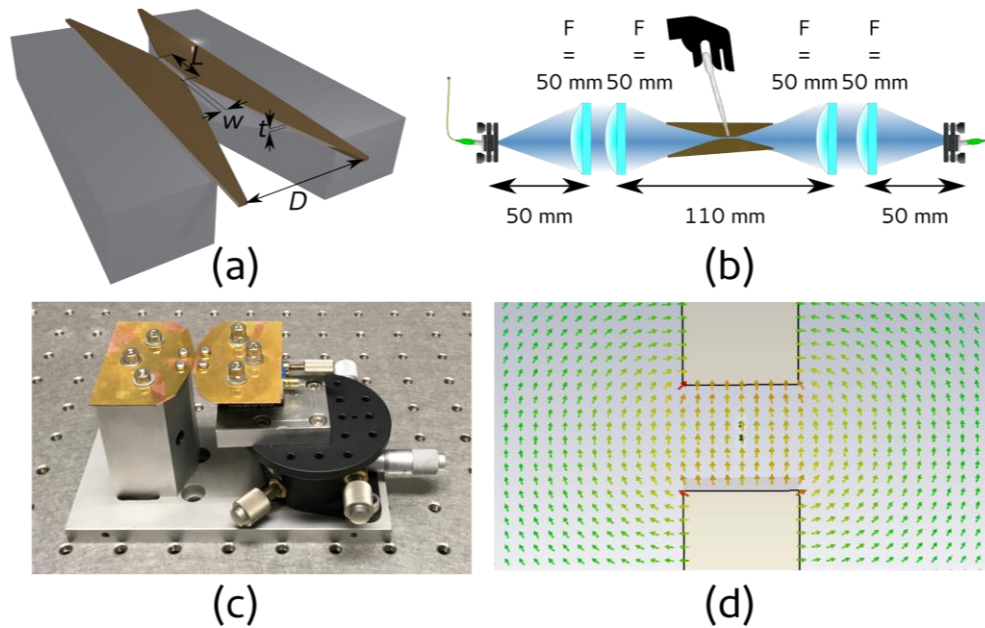 L
w
t
D
(a)
F F F F
= = = =
50 mm 50 mm 50 mm 50 mm
50 mm 110 mm 50 mm
(b)
(c)
(d)